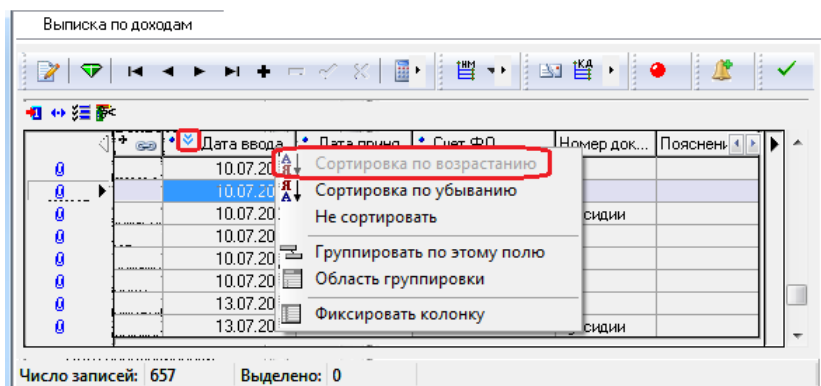 Выписка по доходам
Дата ввода Дата приня Счет ФО Номер док... Пояснени
10.07.20
Сортировка по возрастанию
10.07.20
Сортировка по убыванию
10.07.20 сидии
Не сортировать
10.07.20
10.07.20
Группировать по этому полю
10.07.20
Область группировки
13.07.20
Фиксировать колонку
13.07.20 сидии
Число записей: 657 Выделено: 0